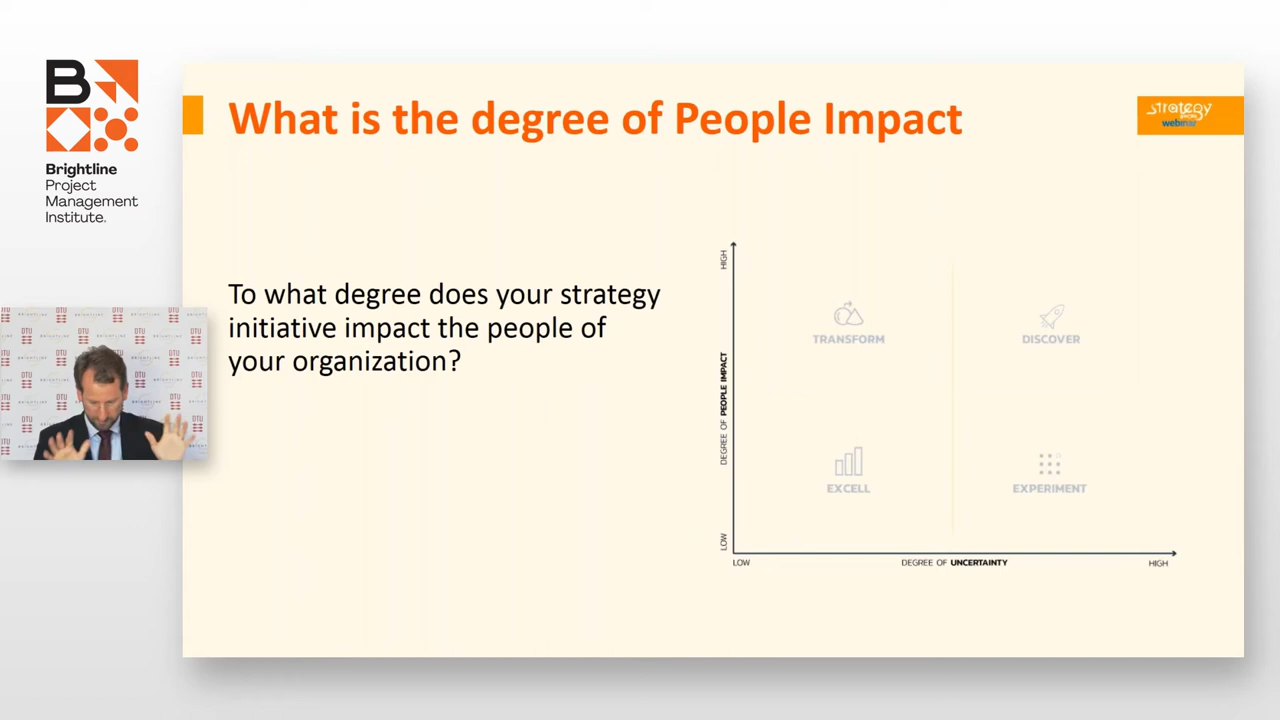 Brightline
Project
Management
Institute.
What is the degree of People Impact
strategy
webinar
To what degree does your strategy
initiative impact the people of
your organization?
HIGH
DEGREE OF PEOPLE IMPACT
LOW
TRANSFORM
DISCOVER
EXCELL
EXPERIMENT
LOW
DEGREE OF UNCERTAINTY
HIGH
DTU
BRIGHTLINE